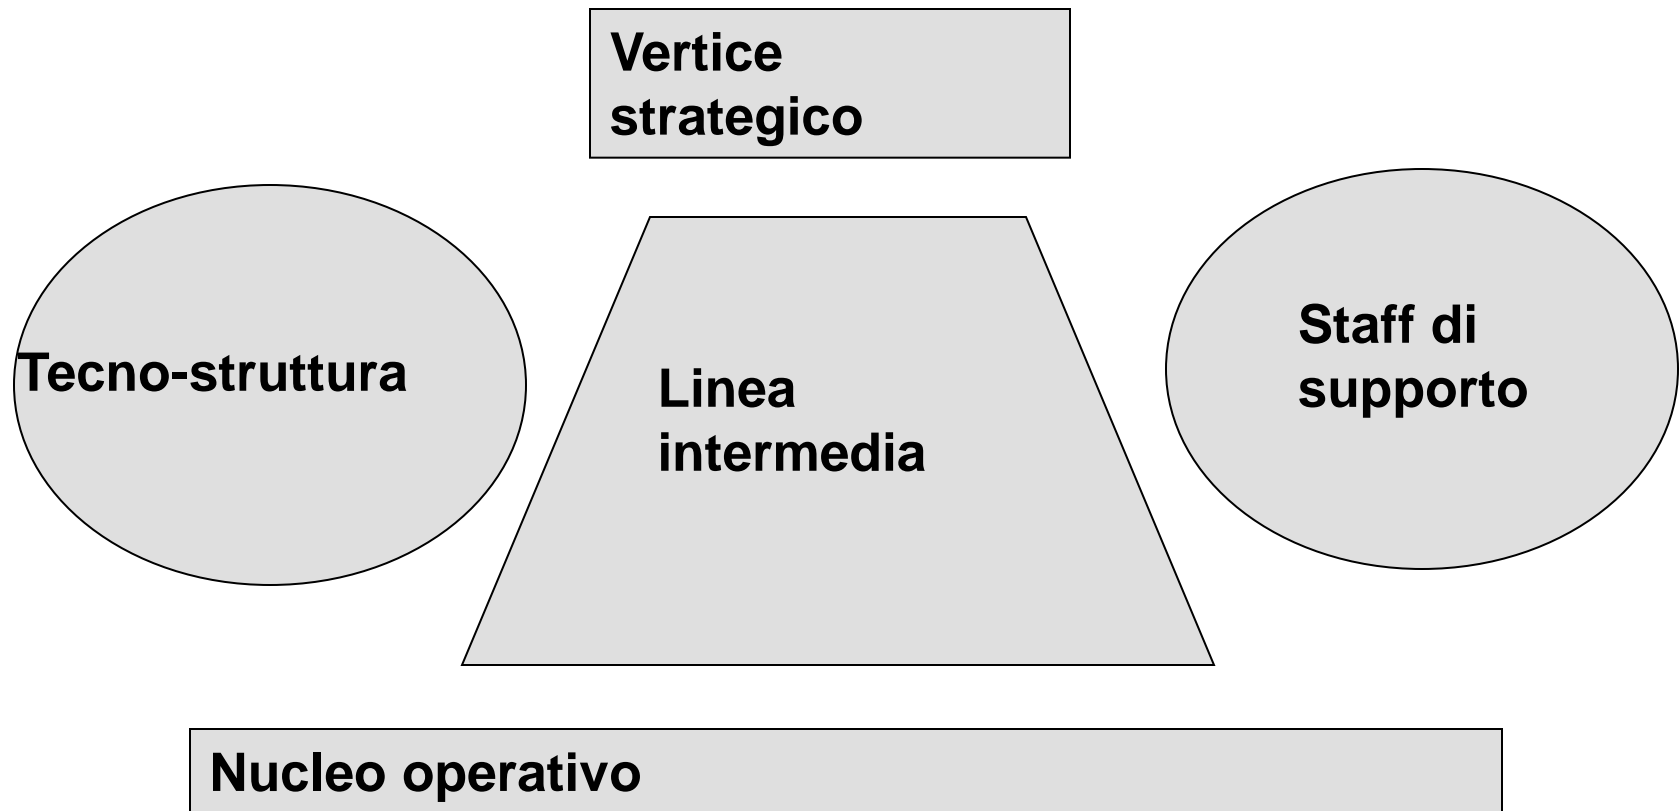 Vertice
strategico
Tecno-struttura
Linea
intermedia
Staff di
supporto
Nucleo operativo